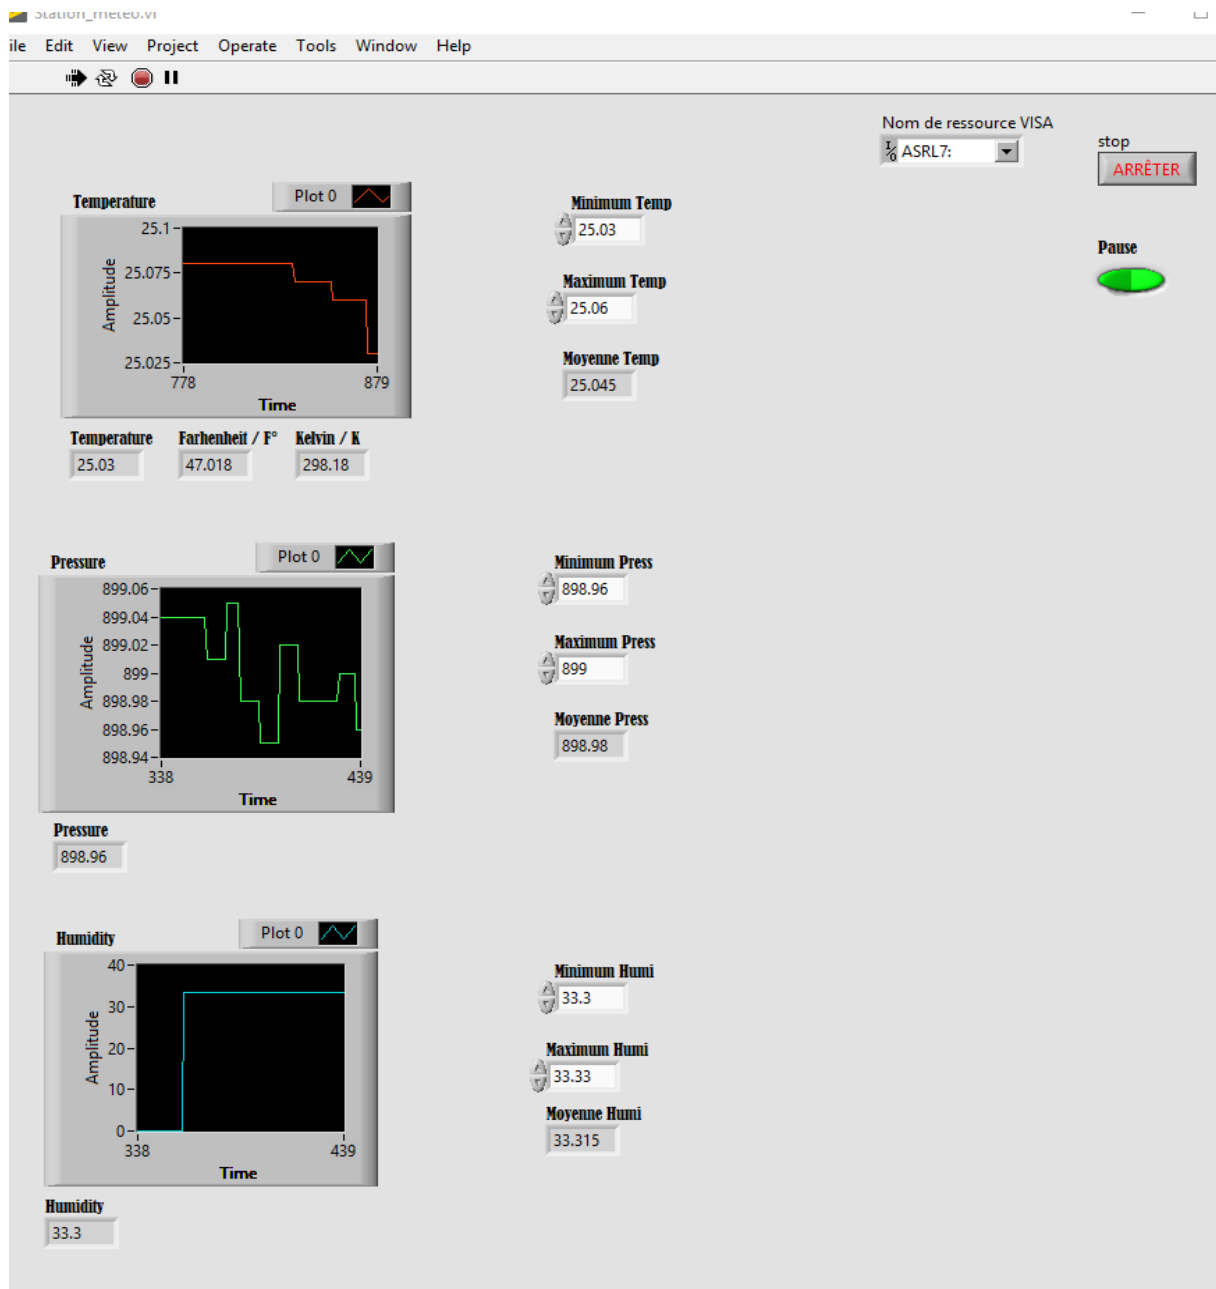 Station_meteo.vi
ile Edit View Project Operate Tools Window Help
Nom de ressource VISA
I/O ASRL7:
stop
ARRÊTER
Pause
Temperature
Plot 0
25.1
25.075
25.05
25.025
Amplitude
778
879
Time
Temperature
25.03
Farhenheit / F°
47.018
Kelvin / K
298.18
Minimum Temp
25.03
Maximum Temp
25.06
Moyenne Temp
25.045
Pressure
Plot 0
899.06
899.04
899.02
899
898.98
898.96
898.94
Amplitude
338
439
Time
Pressure
898.96
Minimum Press
898.96
Maximum Press
899
Moyenne Press
898.98
Humidity
Plot 0
40
30
20
10
0
Amplitude
338
439
Time
Humidity
33.3
Minimum Humi
33.3
Maximum Humi
33.33
Moyenne Humi
33.315